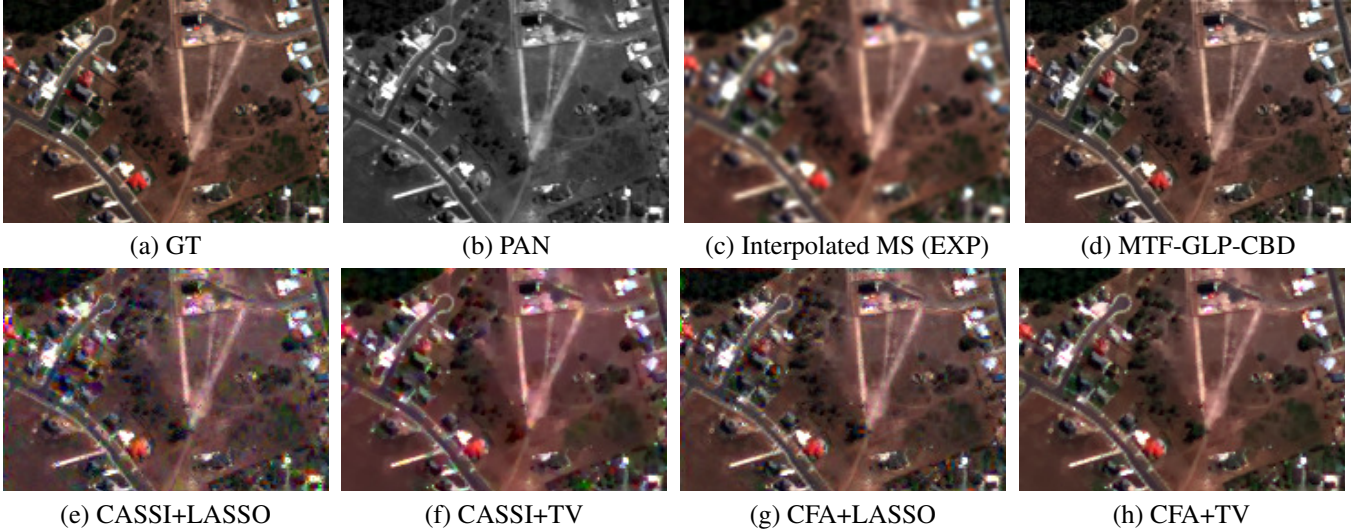 (a) GT
(b) PAN
(c) Interpolated MS (EXP)
(d) MTF-GLP-CBD
(e) CASSI+LASSO
(f) CASSI+TV
(g) CFA+LASSO
(h) CFA+TV